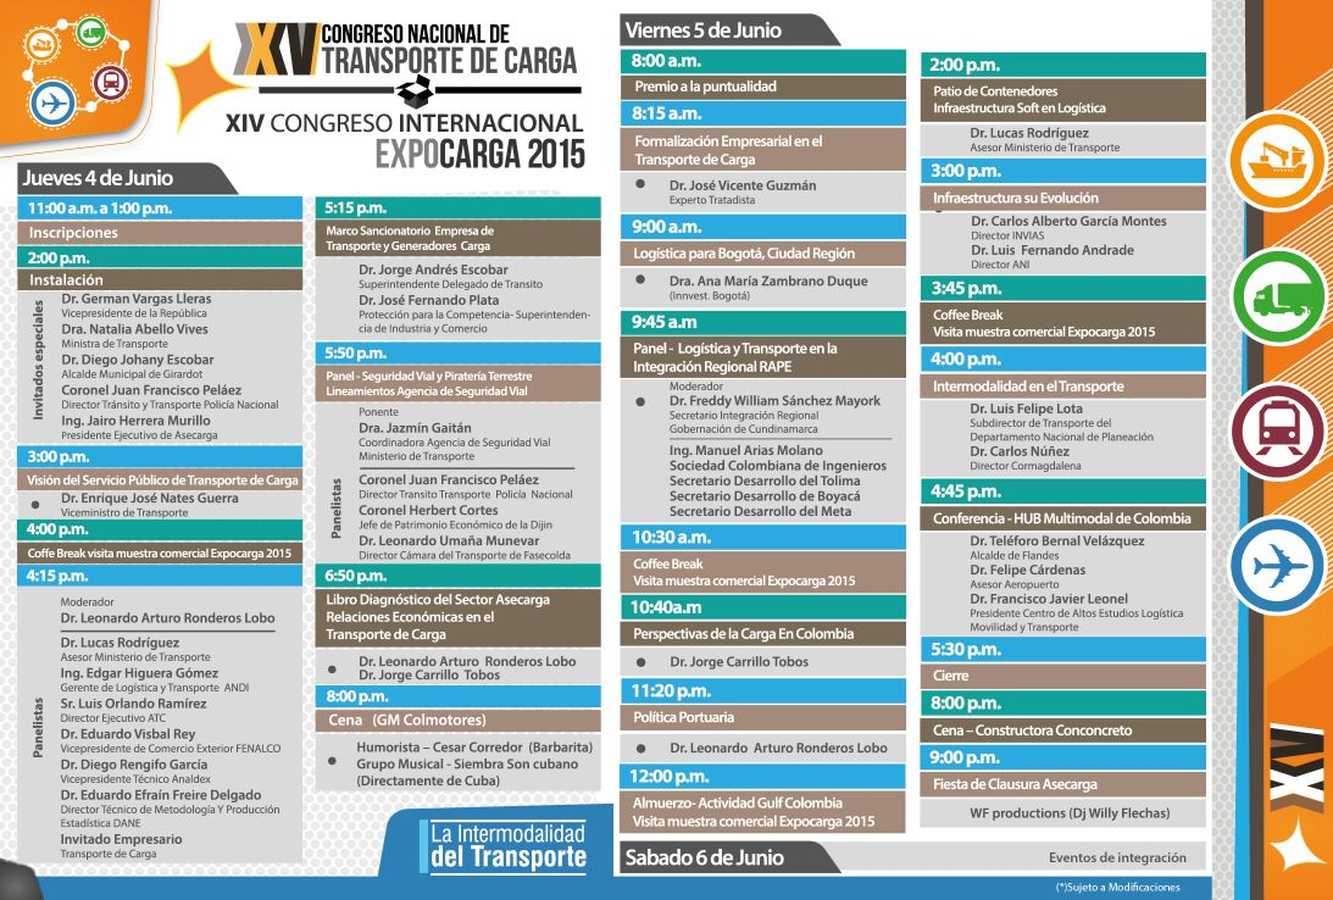 XV CONGRESO NACIONAL DE
TRANSPORTE DE CARGA
XIV CONGRESO INTERNACIONAL
EXPOCARGA 2015
Jueves 4 de Junio
11:00 a.m. a 1:00 p.m.
Inscripciones
2:00 p.m.
Instalación
Invitados especiales
Dr. German Vargas Lleras
Vicepresidente de la República
Dra. Natalia Abello Vives
Ministra de Transporte
Dr. Diego Johany Escobar
Alcalde Municipal de Girardot
Coronel Juan Francisco Peláez
Director Tránsito y Transporte Policía Nacional
Ing. Jairo Herrera Murillo
Presidente Ejecutivo de Asecarga
3:00 p.m.
Visión del Servicio Público de Transporte de Carga
Dr. Enrique José Nates Guerra
Viceministro de Transporte
4:00 p.m.
Coffe Break visita muestra comercial Expocarga 2015
4:15 p.m.
Moderador
Dr. Leonardo Arturo Ronderos Lobo
Panelistas
Dr. Lucas Rodríguez
Asesor Ministerio de Transporte
Ing. Edgar Higuera Gómez
Gerente de Logística y Transporte ANDI
Sr. Luis Orlando Ramírez
Director Ejecutivo ATC
Dr. Eduardo Visbal Rey
Vicepresidente de Comercio Exterior FENALCO
Dr. Diego Rengifo García
Vicepresidente Técnico Analdex
Dr. Eduardo Efraín Freire Delgado
Director Técnico de Metodología Y Producción
Estadística DANE
Invitado Empresario
Transporte de Carga
5:15 p.m.
Marco Sancionatorio Empresa de
Transporte y Generadores Carga
Dr. Jorge Andrés Escobar
Superintendente Delegado de Transito
Dr. José Fernando Plata
Protección para la Competencia- Superintenden-
cia de Industria y Comercio
5:50 p.m.
Panel - Seguridad Vial y Piratería Terrestre
Lineamientos Agencia de Seguridad Vial
Ponente
Dra. Jazmín Gaitán
Coordinadora Agencia de Seguridad Vial
Ministerio de Transporte
Panelistas
Coronel Juan Francisco Peláez
Director Transito Transporte Policía Nacional
Coronel Herbert Cortes
Jefe de Patrimonio Económico de la Dijin
Dr. Leonardo Umaña Munevar
Director Cámara del Transporte de Fasecolda
6:50 p.m.
Libro Diagnóstico del Sector Asecarga
Relaciones Económicas en el
Transporte de Carga
Dr. Leonardo Arturo Ronderos Lobo
Dr. Jorge Carrillo Tobos
8:00 p.m.
Cena (GM Colmotores)
Humorista – Cesar Corredor (Barbarita)
Grupo Musical - Siembra Son cubano
(Directamente de Cuba)
La Intermodalidad
del Transporte
Viernes 5 de Junio
8:00 a.m.
Premio a la puntualidad
8:15 a.m.
Formalización Empresarial en el
Transporte de Carga
Dr. José Vicente Guzmán
Experto Tratadista
9:00 a.m.
Logística para Bogotá, Ciudad Región
Dra. Ana María Zambrano Duque
(Innvest. Bogotá)
9:45 a.m
Panel - Logística y Transporte en la
Integración Regional RAPE
Moderador
Dr. Freddy William Sánchez Mayork
Secretario Integración Regional
Gobernación de Cundinamarca
Ing. Manuel Arias Molano
Sociedad Colombiana de Ingenieros
Secretario Desarrollo del Tolima
Secretario Desarrollo de Boyacá
Secretario Desarrollo del Meta
10:30 a.m.
Coffee Break
Visita muestra comercial Expocarga 2015
10:40a.m
Perspectivas de la Carga En Colombia
Dr. Jorge Carrillo Tobos
11:20 p.m.
Política Portuaria
Dr. Leonardo Arturo Ronderos Lobo
12:00 p.m.
Almuerzo- Actividad Gulf Colombia
Visita muestra comercial Expocarga 2015
2:00 p.m.
Patio de Contenedores
Infraestructura Soft en Logística
Dr. Lucas Rodríguez
Asesor Ministerio de Transporte
3:00 p.m.
Infraestructura su Evolución
Dr. Carlos Alberto García Montes
Director INVIAS
Dr. Luis Fernando Andrade
Director ANI
3:45 p.m.
Coffee Break
Visita muestra comercial Expocarga 2015
4:00 p.m.
Intermodalidad en el Transporte
Dr. Luis Felipe Lota
Subdirector de Transporte del
Departamento Nacional de Planeación
Dr. Carlos Núñez
Director Cormagdalena
4:45 p.m.
Conferencia - HUB Multimodal de Colombia
Dr. Teléforo Bernal Velázquez
Alcalde de Flandes
Dr. Felipe Cárdenas
Asesor Aeropuerto
Dr. Francisco Javier Leonel
Presidente Centro de Altos Estudios Logística
Movilidad y Transporte
5:30 p.m.
Cierre
8:00 p.m.
Cena – Constructora Conconcreto
9:00 p.m.
Fiesta de Clausura Asecarga
WF productions (Dj Willy Flechas)
Sabado 6 de Junio
Eventos de integración
(*)Sujeto a Modificaciones
XV